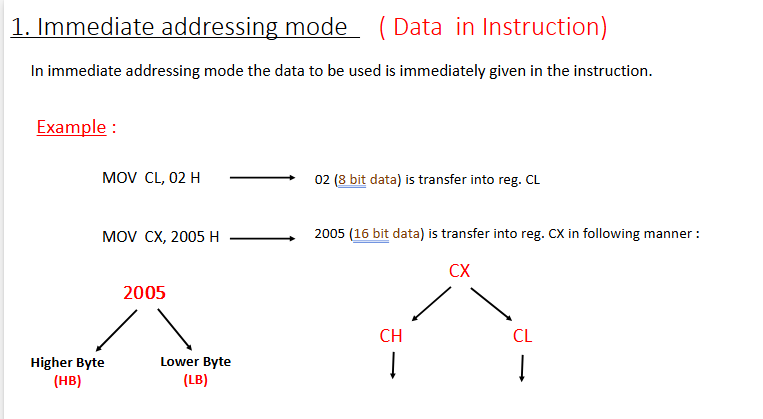 1. Immediate addressing mode ( Data in Instruction)
In immediate addressing mode the data to be used is immediately given in the instruction.
Example :
MOV CL, 02 H 02 (8 bit data) is transfer into reg. CL
MOV CX, 2005 H 2005 (16 bit data) is transfer into reg. CX in following manner :
CX
2005
CH CL
Higher Byte Lower Byte
(HB) (LB)